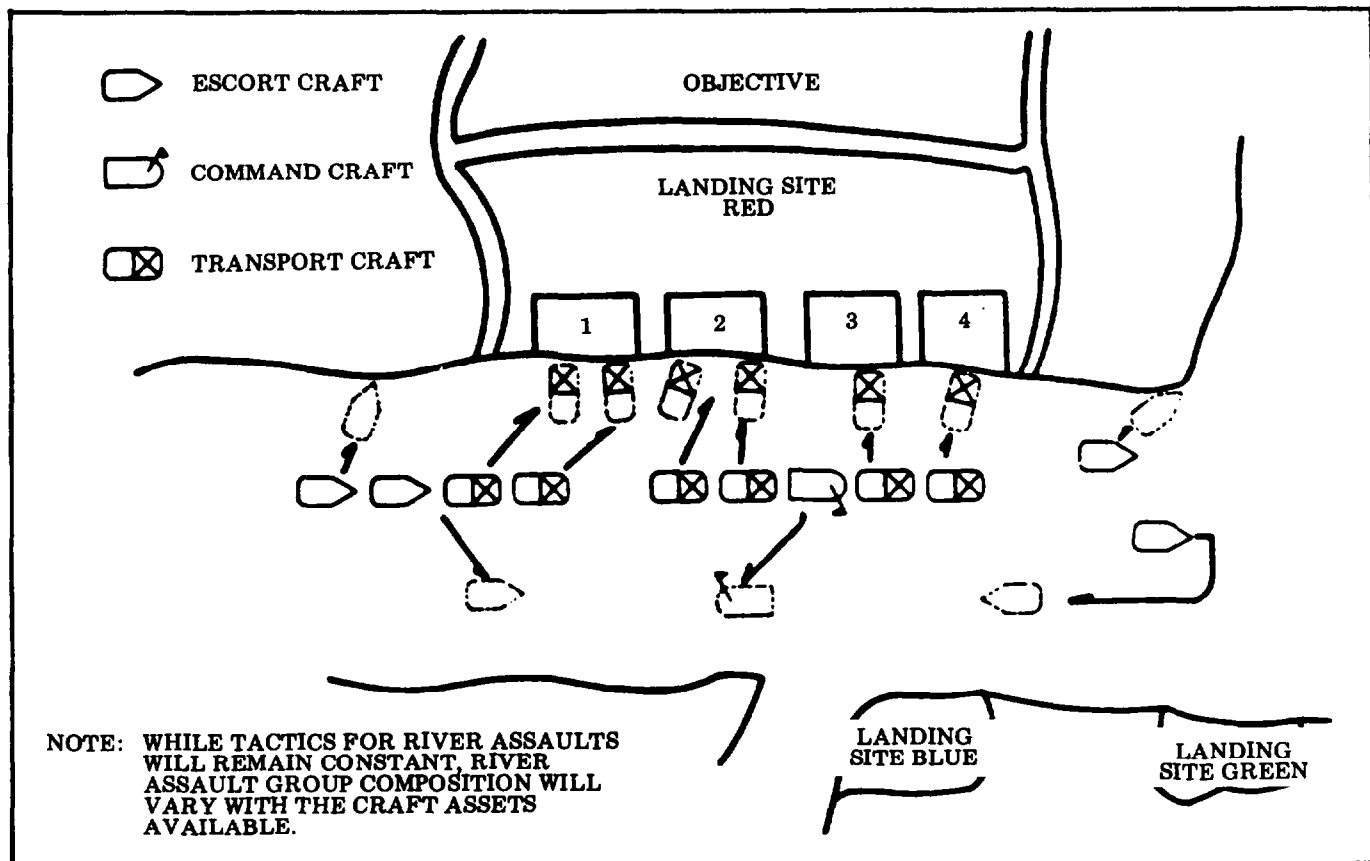 ESCORT CRAFT
COMMAND CRAFT
TRANSPORT CRAFT
OBJECTIVE
LANDING SITE
RED
1
2
3
4
LANDING
SITE BLUE
LANDING
SITE GREEN
NOTE: WHILE TACTICS FOR RIVER ASSAULTS
WILL REMAIN CONSTANT, RIVER
ASSAULT GROUP COMPOSITION WILL
VARY WITH THE CRAFT ASSETS
AVAILABLE.